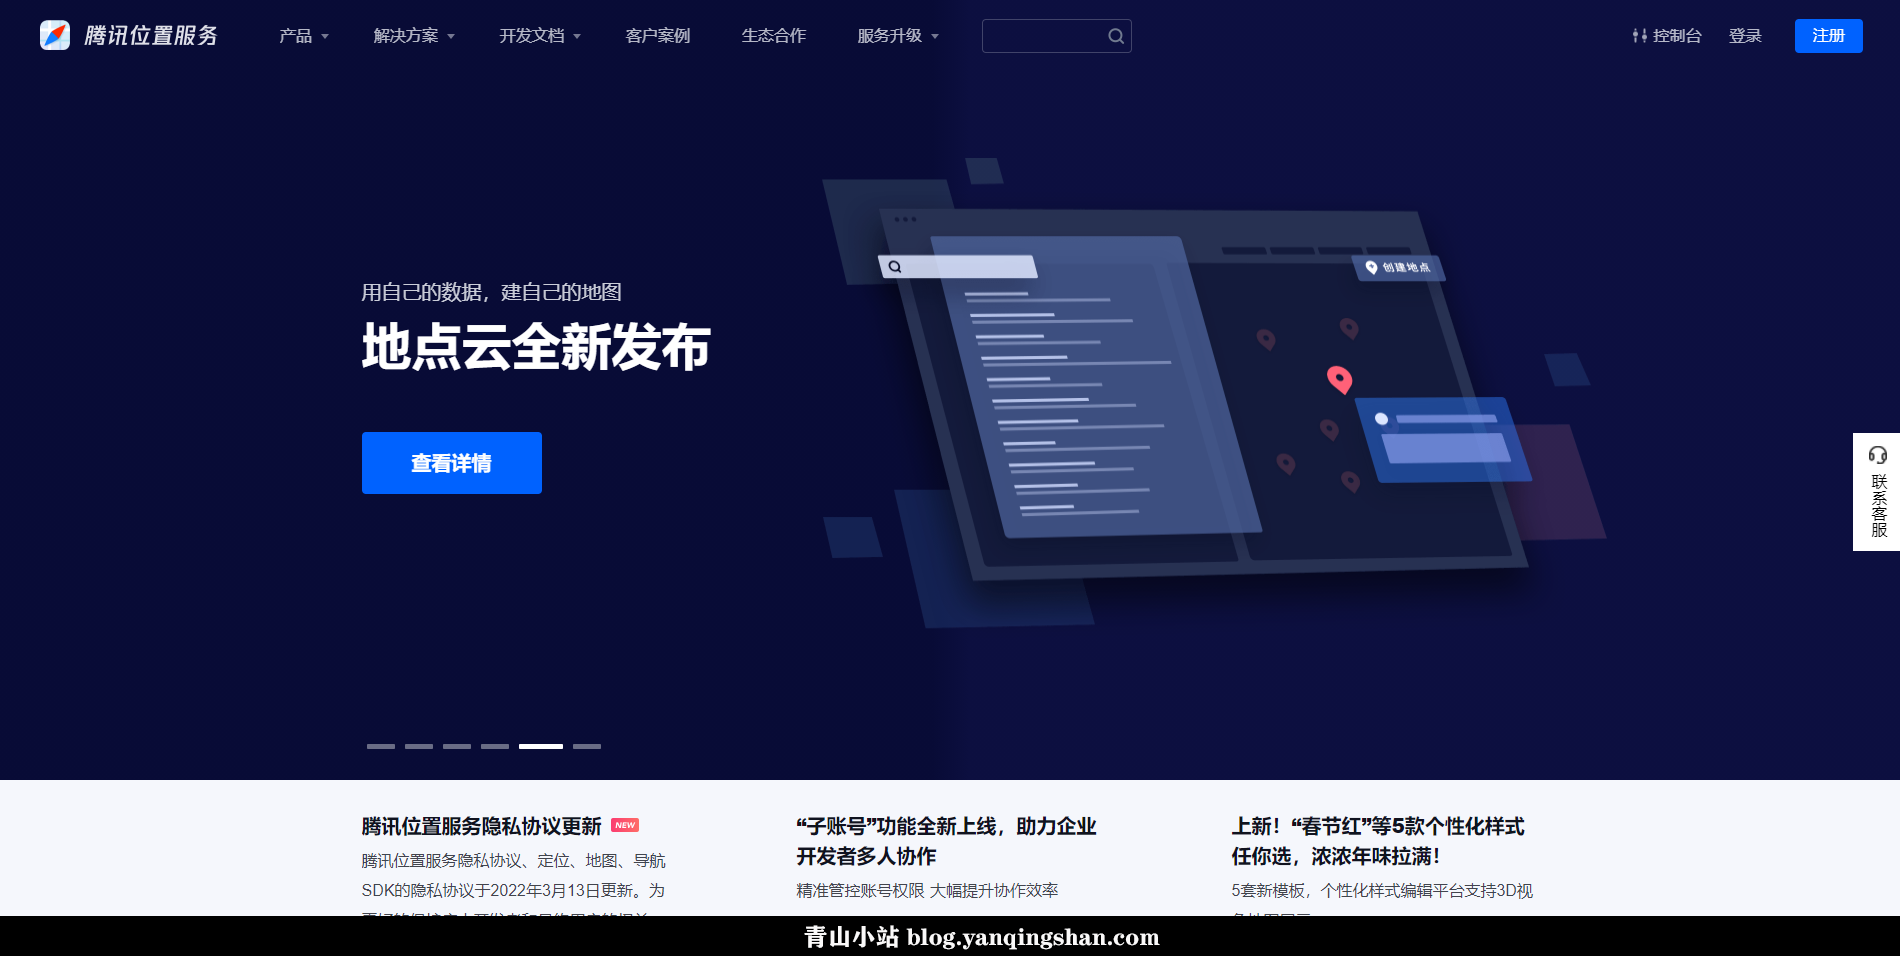 腾讯位置服务
产品
解决方案
开发文档
客户案例
生态合作
服务升级
控制台
登录
注册
用自己的数据，建自己的地图
地点云全新发布
查看详情
创建地点
联系客服
腾讯位置服务隐私协议更新 NEW
腾讯位置服务隐私协议、定位、地图、导航
SDK的隐私协议于2022年3月13日更新。为
“子账号”功能全新上线，助力企业
开发者多人协作
精准管控账号权限 大幅提升协作效率
上新！“春节红”等5款个性化样式
任你选，浓浓年味拉满！
5套新模板，个性化样式编辑平台支持3D视
青山小站 blog.yanqingshan.com